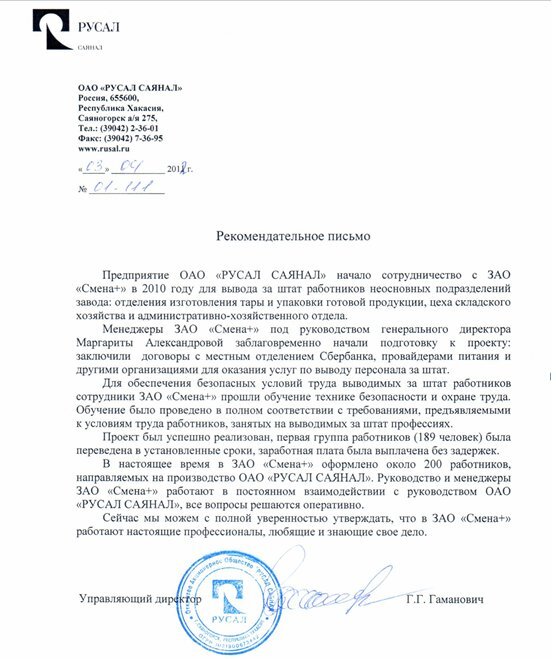 РУСАЛ
САЯНАЛ
ОАО «РУСАЛ САЯНАЛ»
Россия, 655600,
Республика Хакасия,
Саяногорск а/я 275,
Тел.: (39042) 2-36-01
Факс: (39042) 7-36-95
www.rusal.ru
«03» 04 201 г.
№ 01-111
Рекомендательное письмо
Предприятие ОАО «РУСАЛ САЯНАЛ» начало сотрудничество с ЗАО
«Смена+» в 2010 году для вывода за штат работников неосновных подразделений
завода: отделения изготовления тары и упаковки готовой продукции, цеха складского
хозяйства и административно-хозяйственного отдела.
Менеджеры ЗАО «Смена+» под руководством генерального директора
Маргариты Александровой заблаговременно начали подготовку к проекту:
заключили договоры с местным отделением Сбербанка, провайдерами питания и
другими организациями для оказания услуг по выводу персонала за штат.
Для обеспечения безопасных условий труда выводимых за штат работников
сотрудники ЗАО «Смена+» прошли обучение технике безопасности и охране труда.
Обучение было проведено в полном соответствии с требованиями, предъявляемыми
к условиям труда работников, занятых на выводимых за штат профессиях.
Проект был успешно реализован, первая группа работников (189 человек) была
переведена в установленные сроки, заработная плата была выплачена без задержек.
В настоящее время в ЗАО «Смена+» оформлено около 200 работников,
направляемых на производство ОАО «РУСАЛ САЯНАЛ». Руководство и менеджеры
ЗАО «Смена+» работают в постоянном взаимодействии с руководством ОАО
«РУСАЛ САЯНАЛ», все вопросы решаются оперативно.
Сейчас мы можем с полной уверенностью утверждать, что в ЗАО «Смена+»
работают настоящие профессионалы, любящие и знающие свое дело.
Управляющий директор Г.Г. Гаманович
Открытое Акционерное Общество "РУСАЛ САЯНАЛ"
РУСАЛ